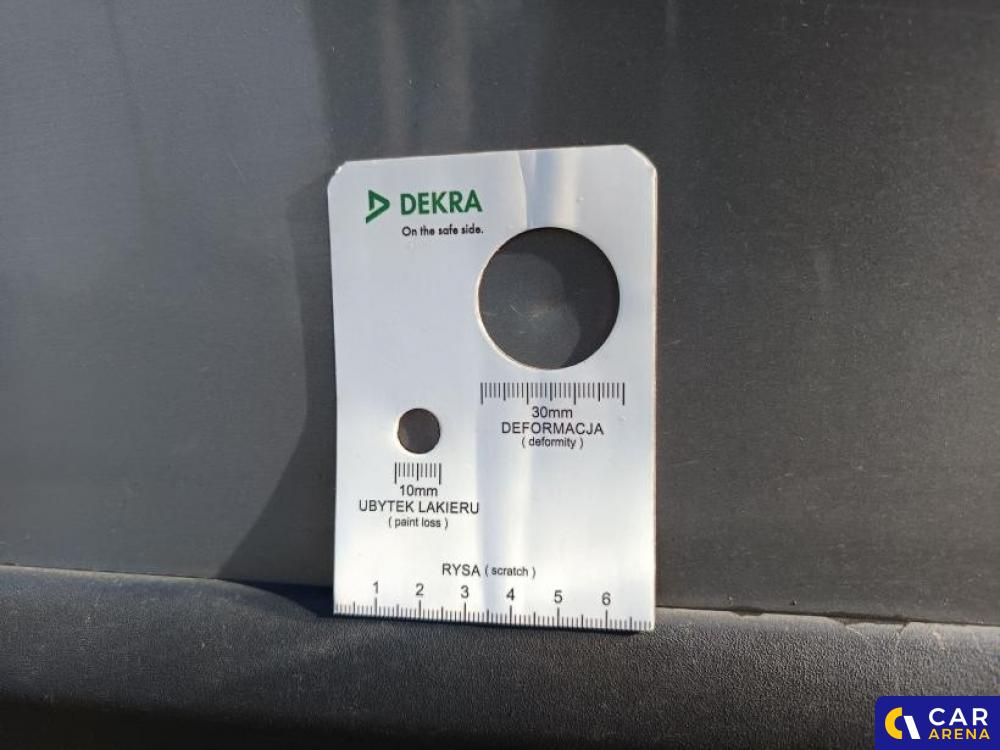 DEKRA
On the safe side.
30mm
DEFORMACJA
( deformity )
10mm
UBYTEK LAKIERU
( paint loss )
RYSA ( scratch )
1 2 3 4 5 6
CAR
ARENA